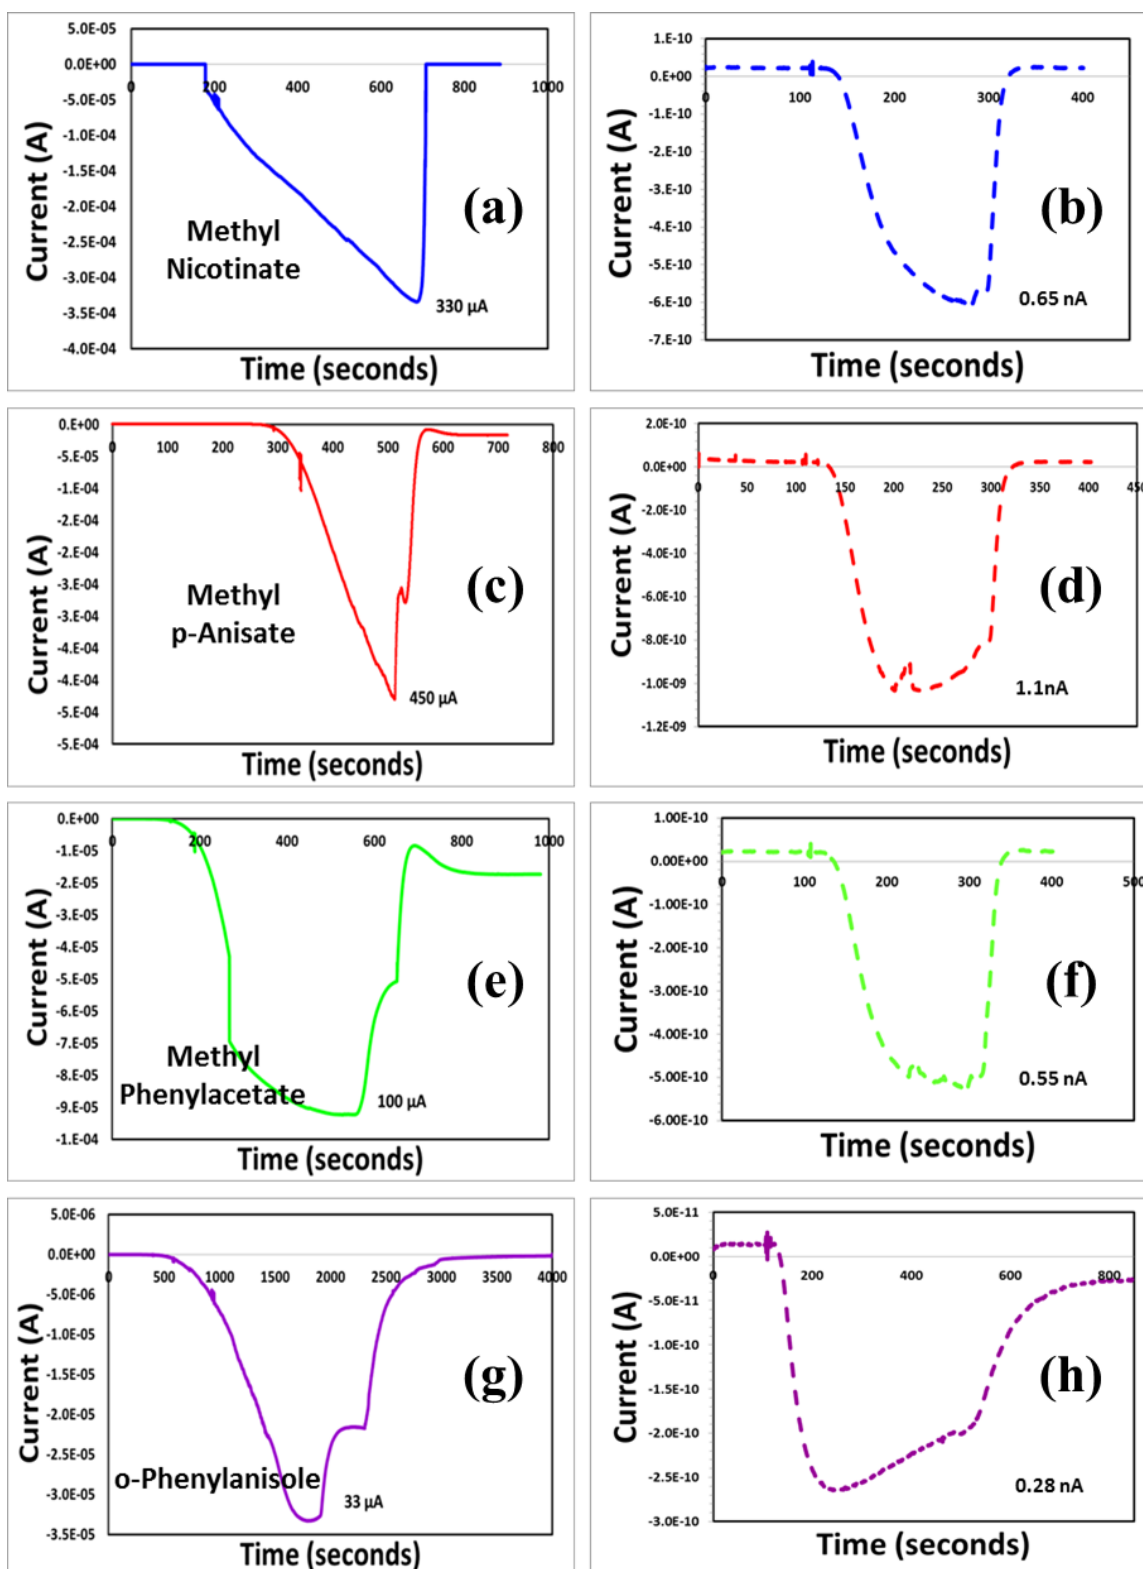 5.0E-05
0.0E+00
-5.0E-05
-1.0E-04
-1.5E-04
-2.0E-04
-2.5E-04
-3.0E-04
-3.5E-04
-4.0E-04
0 200 400 600 800 1000
Current (A)
Time (seconds)
Methyl
Nicotinate
330 µA
(a)
1.E-10
0.E+00
-1.E-10
-2.E-10
-3.E-10
-4.E-10
-5.E-10
-6.E-10
-7.E-10
0 100 200 300 400
Current (A)
Time (seconds)
0.65 nA
(b)
0.E+00
-5.E-05
-1.E-04
-2.E-04
-2.E-04
-3.E-04
-3.E-04
-4.E-04
-4.E-04
-5.E-04
-5.E-04
0 100 200 300 400 500 600 700 800
Current (A)
Time (seconds)
Methyl
p-Anisate
450 µA
(c)
2.0E-10
0.0E+00
-2.0E-10
-4.0E-10
-6.0E-10
-8.0E-10
-1.0E-09
-1.2E-09
0 50 100 150 200 250 300 350 400 450
Current (A)
Time (seconds)
1.1nA
(d)
0.E+00
-1.E-05
-2.E-05
-3.E-05
-4.E-05
-5.E-05
-6.E-05
-7.E-05
-8.E-05
-9.E-05
-1.E-04
0 200 400 600 800 1000
Current (A)
Time (seconds)
Methyl
Phenylacetate
100 µA
(e)
1.00E-10
0.00E+00
-1.00E-10
-2.00E-10
-3.00E-10
-4.00E-10
-5.00E-10
-6.00E-10
0 100 200 300 400 500
Current (A)
Time (seconds)
0.55 nA
(f)
5.0E-06
0.0E+00
-5.0E-06
-1.0E-05
-1.5E-05
-2.0E-05
-2.5E-05
-3.0E-05
-3.5E-05
0 500 1000 1500 2000 2500 3000 3500 4000
Current (A)
Time (seconds)
o-Phenylanisole
33 µA
(g)
5.0E-11
0.0E+00
-5.0E-11
-1.0E-10
-1.5E-10
-2.0E-10
-2.5E-10
-3.0E-10
0 200 400 600 800
Current (A)
Time (seconds)
0.28 nA
(h)